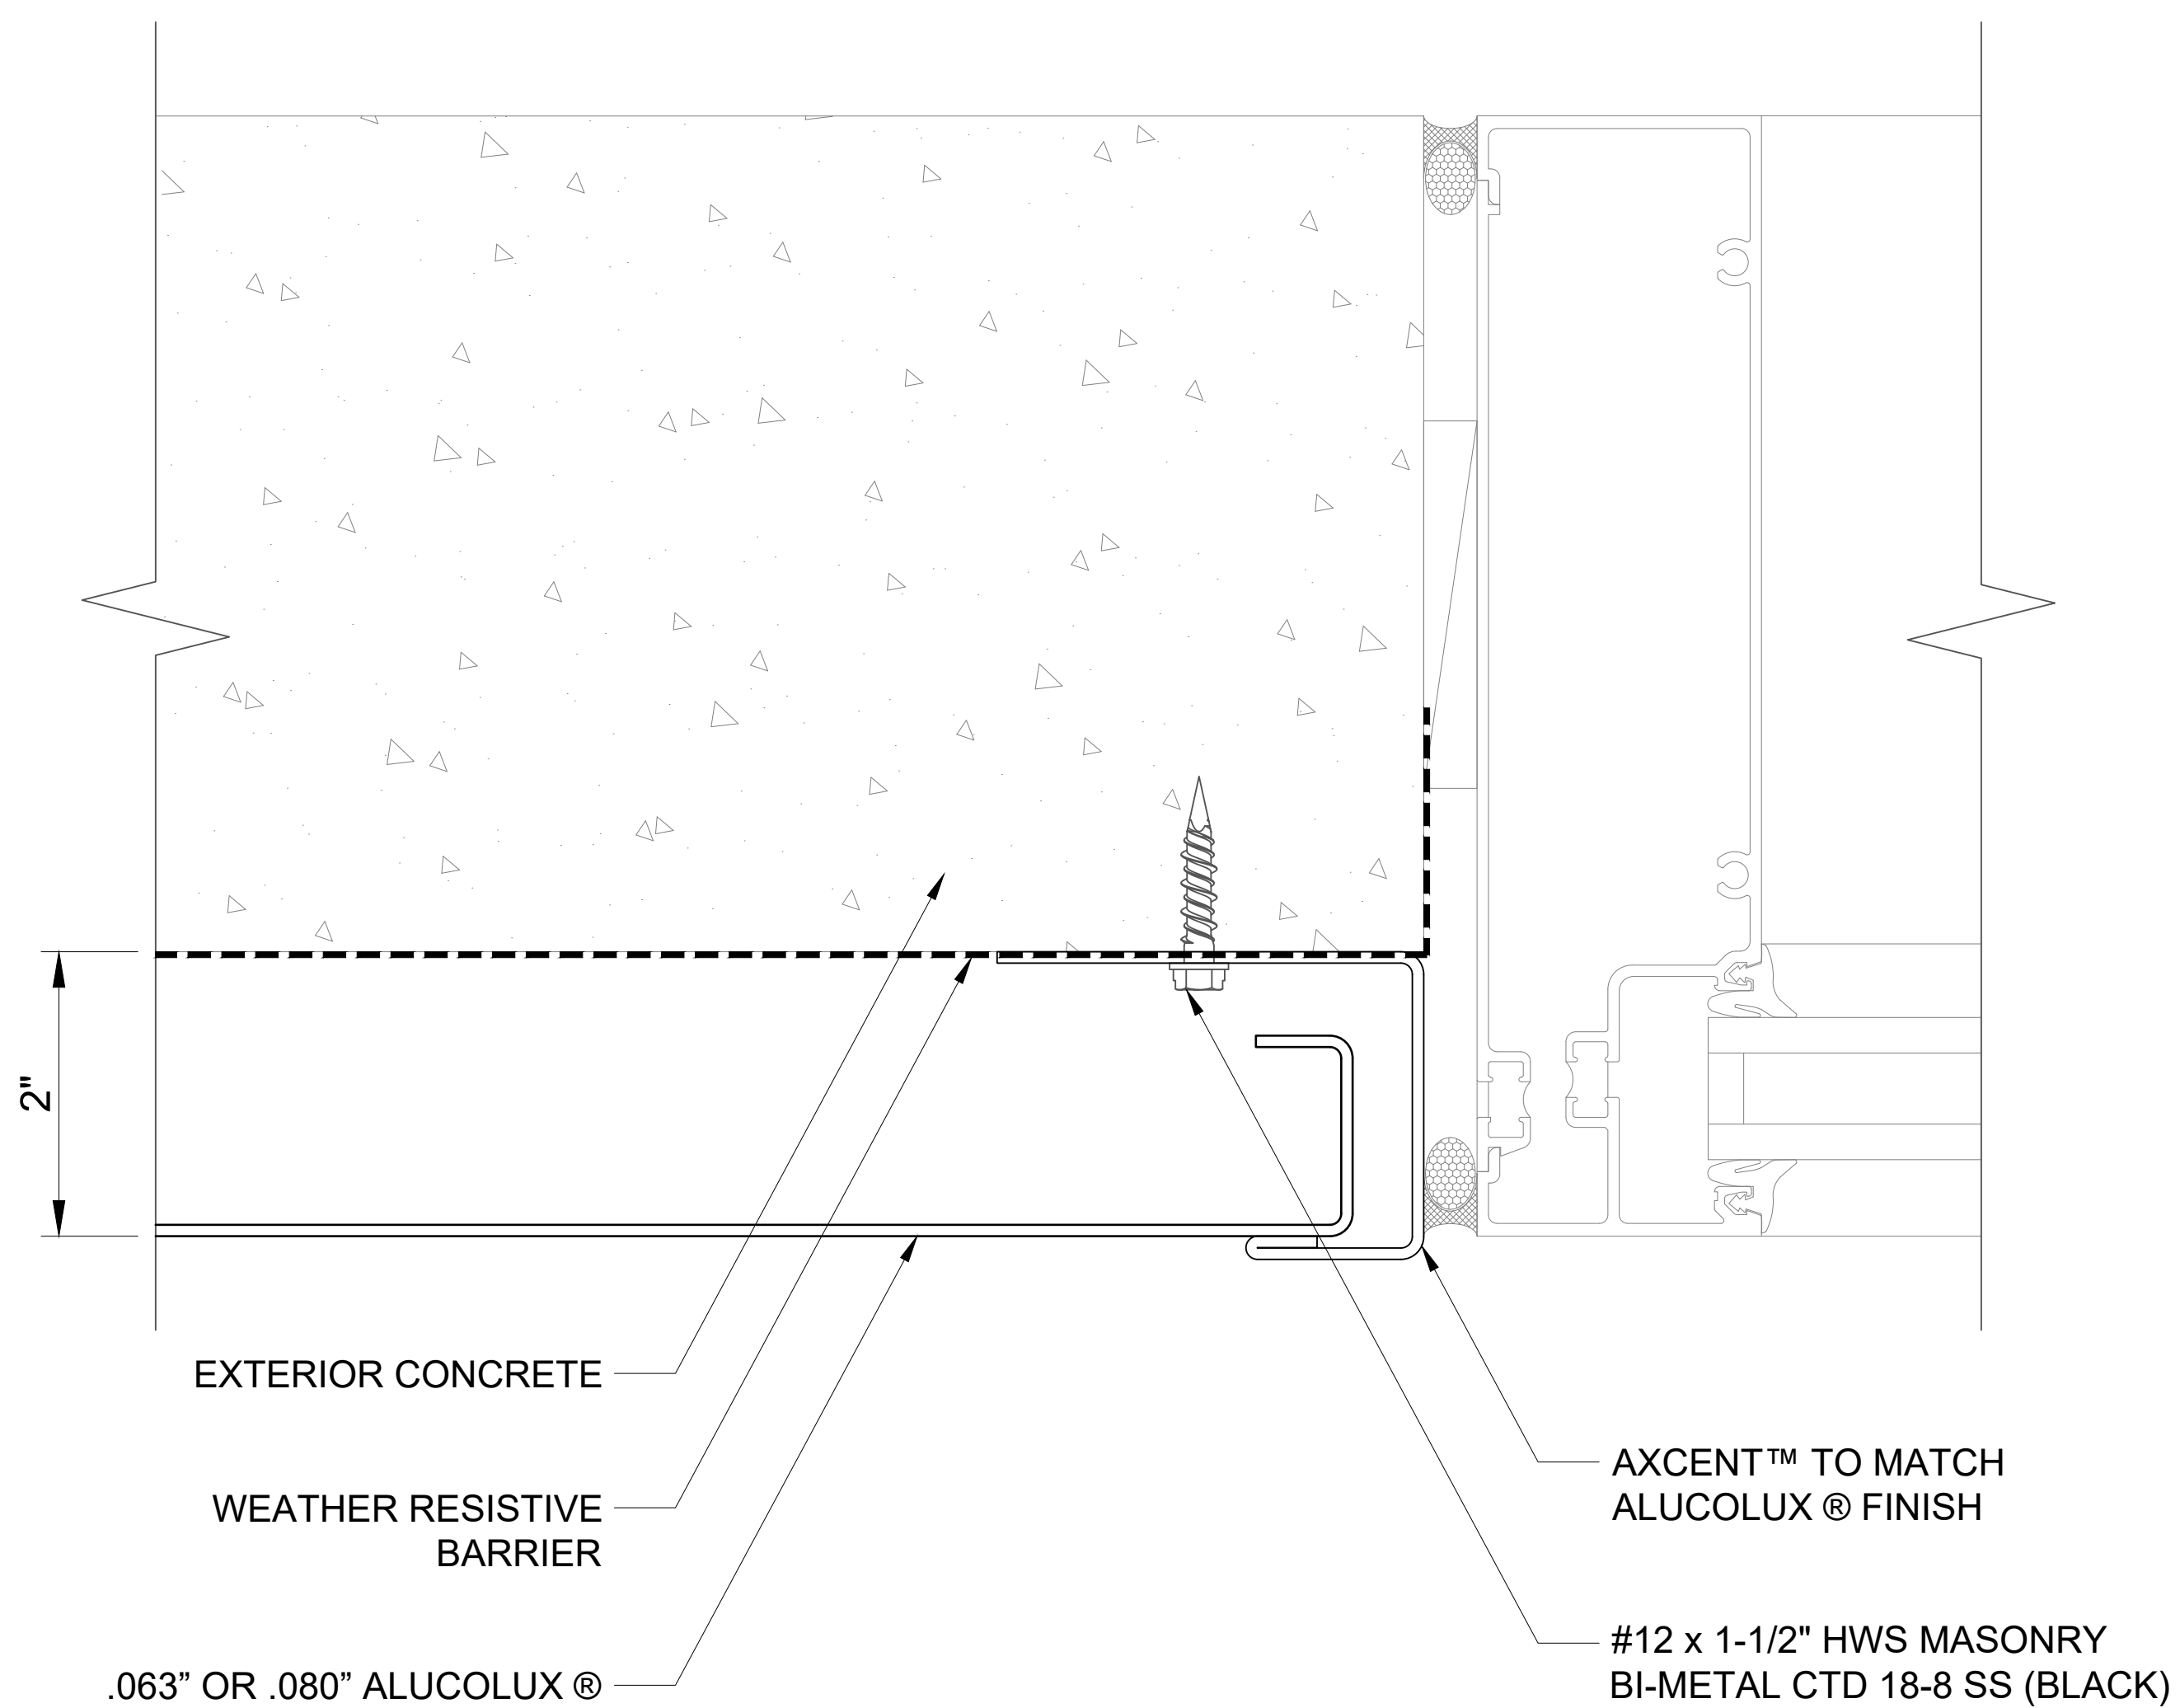 2"
EXTERIOR CONCRETE
WEATHER RESISTIVE
BARRIER
.063” OR .080” ALUCOLUX ®
AXCENT™ TO MATCH
ALUCOLUX ® FINISH
#12 x 1-1/2" HWS MASONRY
BI-METAL CTD 18-8 SS (BLACK)